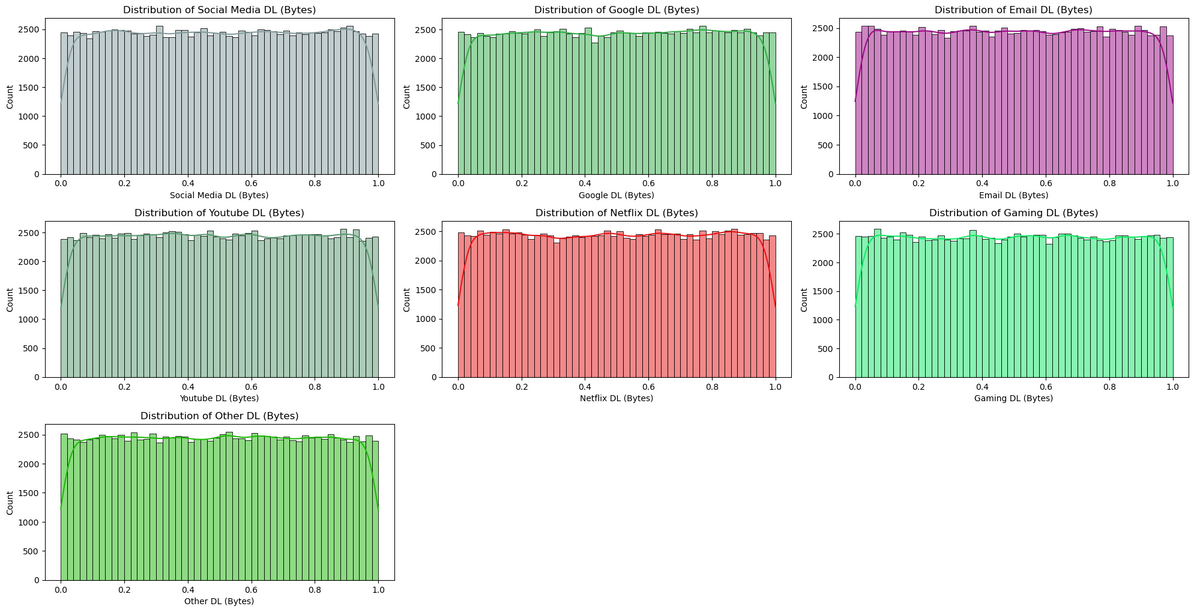 Distribution of Social Media DL (Bytes)
Count
2500
2000
1500
1000
500
0
0.0 0.2 0.4 0.6 0.8 1.0
Social Media DL (Bytes)
Distribution of Google DL (Bytes)
Count
2500
2000
1500
1000
500
0
0.0 0.2 0.4 0.6 0.8 1.0
Google DL (Bytes)
Distribution of Email DL (Bytes)
Count
2500
2000
1500
1000
500
0
0.0 0.2 0.4 0.6 0.8 1.0
Email DL (Bytes)
Distribution of Youtube DL (Bytes)
Count
2500
2000
1500
1000
500
0
0.0 0.2 0.4 0.6 0.8 1.0
Youtube DL (Bytes)
Distribution of Netflix DL (Bytes)
Count
2500
2000
1500
1000
500
0
0.0 0.2 0.4 0.6 0.8 1.0
Netflix DL (Bytes)
Distribution of Gaming DL (Bytes)
Count
2500
2000
1500
1000
500
0
0.0 0.2 0.4 0.6 0.8 1.0
Gaming DL (Bytes)
Distribution of Other DL (Bytes)
Count
2500
2000
1500
1000
500
0
0.0 0.2 0.4 0.6 0.8 1.0
Other DL (Bytes)